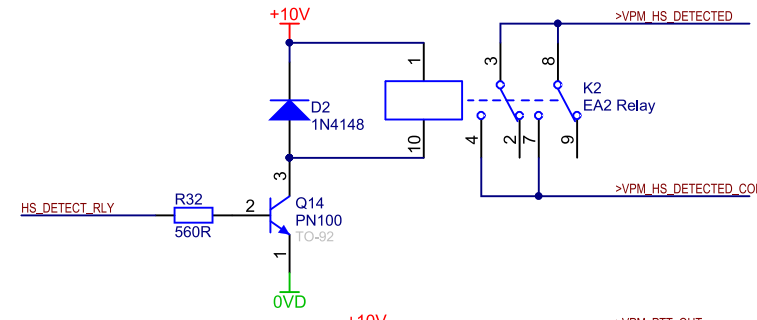 +10V
>VPM_HS_DETECTED
1
3
8
K2
EA2 Relay
D2
1N4148
10
4
2
7
9
3
R32
2
Q14
PN100
TO-92
HS_DETECT_RLY
560R
>VPM_HS_DETECTED_CO
1
0VD
+10V